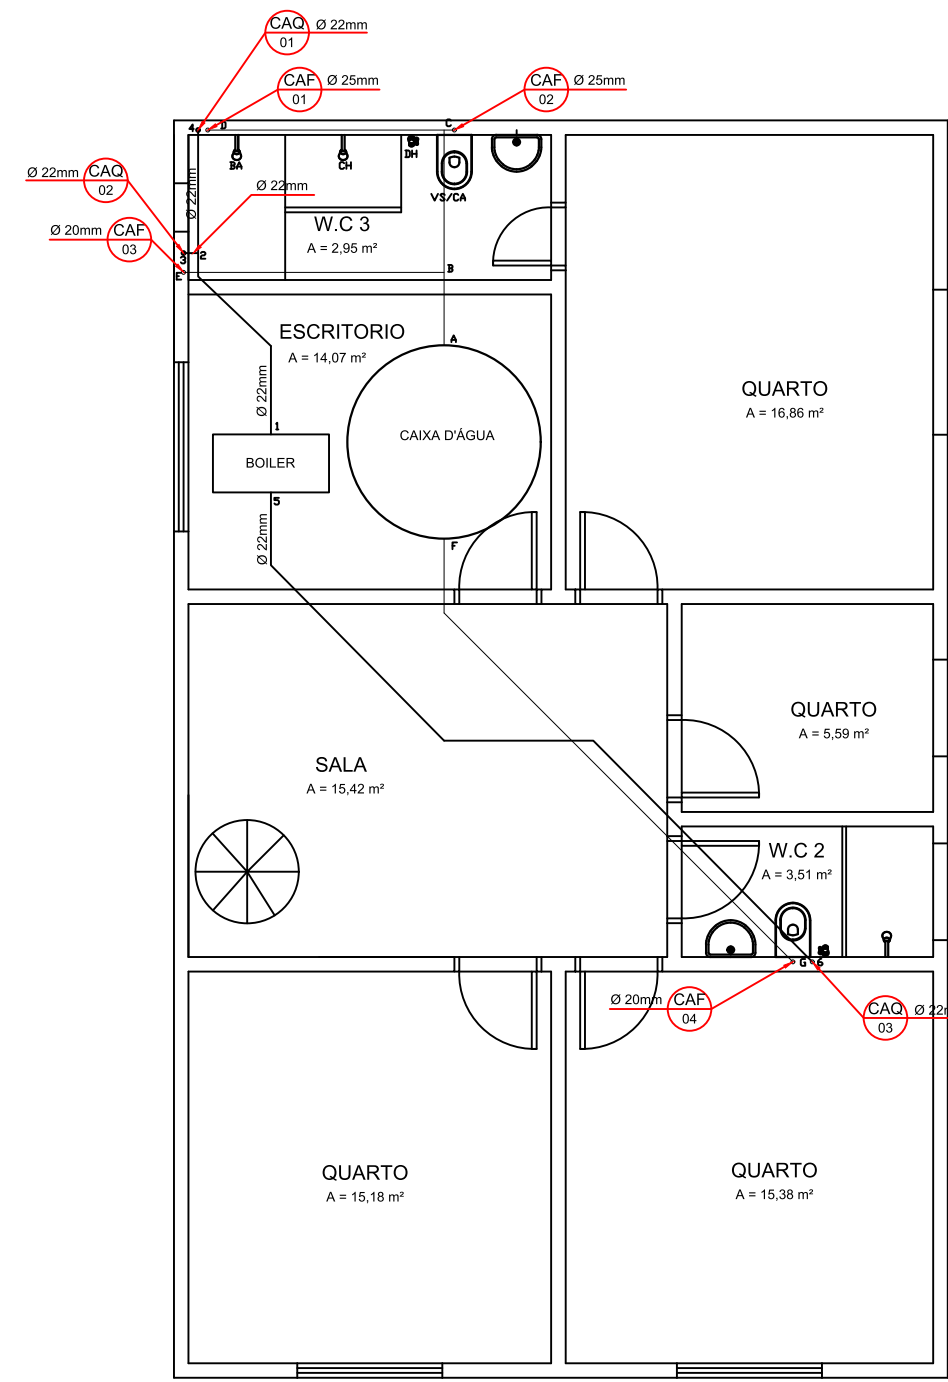 CAQ Ø 22mm
01
CAF Ø 25mm
01
CAF Ø 25mm
02
4 D C
Ø 22mm CAQ
02
Ø 22mm
Ø 22mm
BA CH DH
VS/CA
Ø 20mm CAF
03
W.C 3
A = 2,95 m²
3 2
E B
ESCRITORIO
A = 14,07 m²
A
Ø 22mm
QUARTO
A = 16,86 m²
1
CAIXA D'ÁGUA
BOILER
5
Ø 22mm
F
QUARTO
A = 5,59 m²
SALA
A = 15,42 m²
W.C 2
A = 3,51 m²
G 6
Ø 20mm CAF
04
CAQ Ø 22
03
QUARTO
A = 15,18 m²
QUARTO
A = 15,38 m²